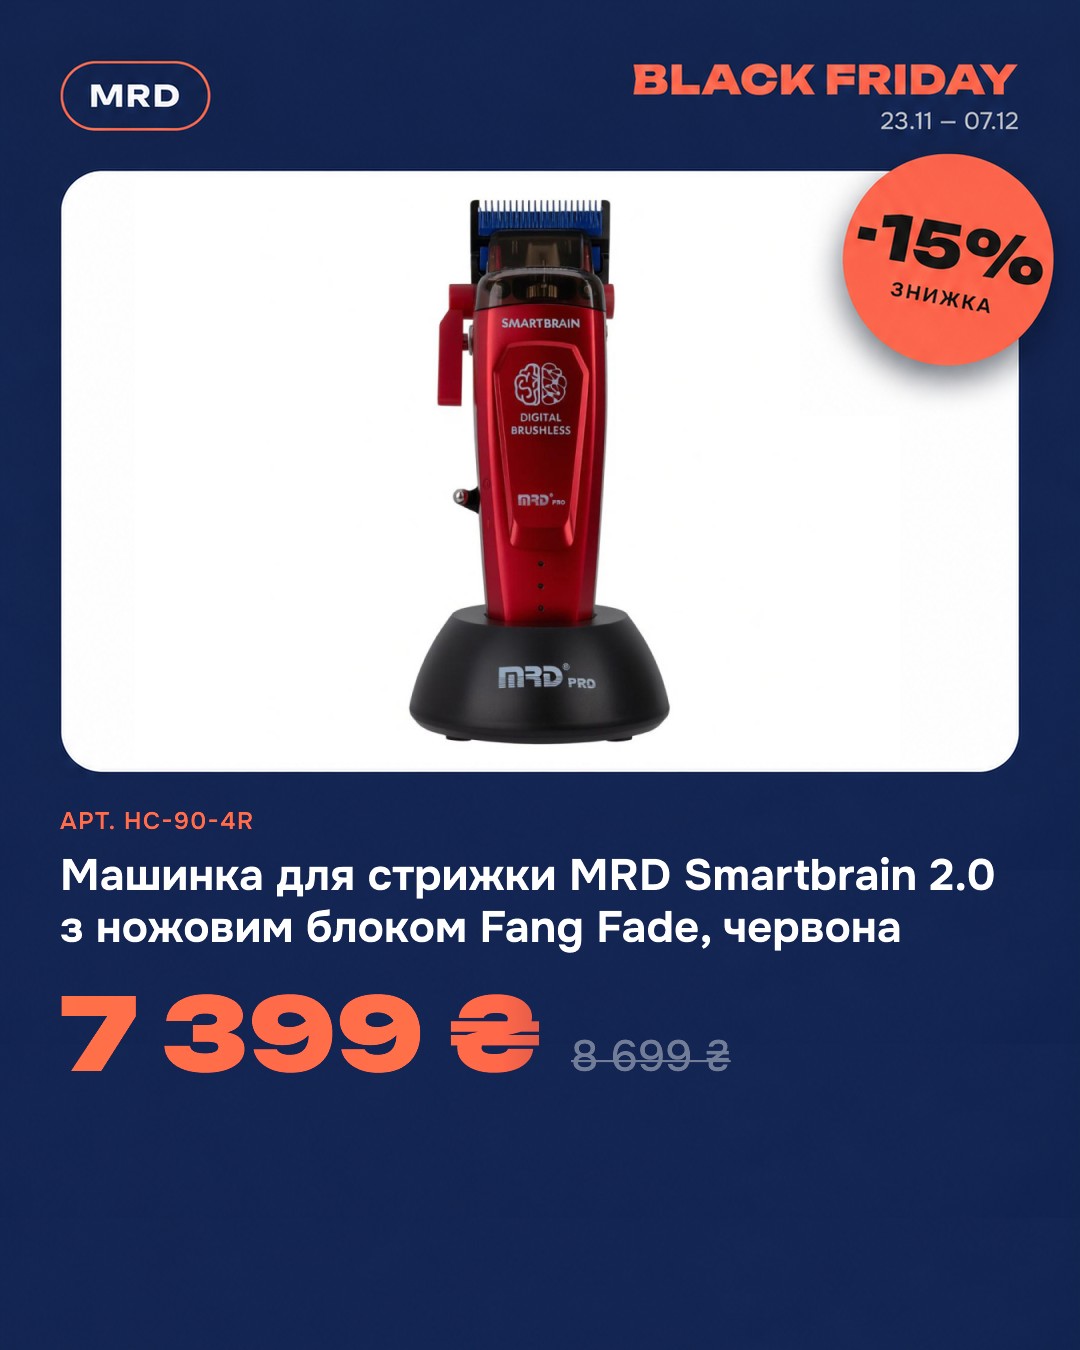 MRD
BLACK FRIDAY
23.11 – 07.12
-15%
ЗНИЖКА
SMARTBRAIN
DIGITAL
BRUSHLESS
MRD® PRO
MRD® PRO
АРТ. HC-90-4R
Машинка для стрижки MRD Smartbrain 2.0
з ножовим блоком Fang Fade, червона
7 399 ₴ 8 699 ₴